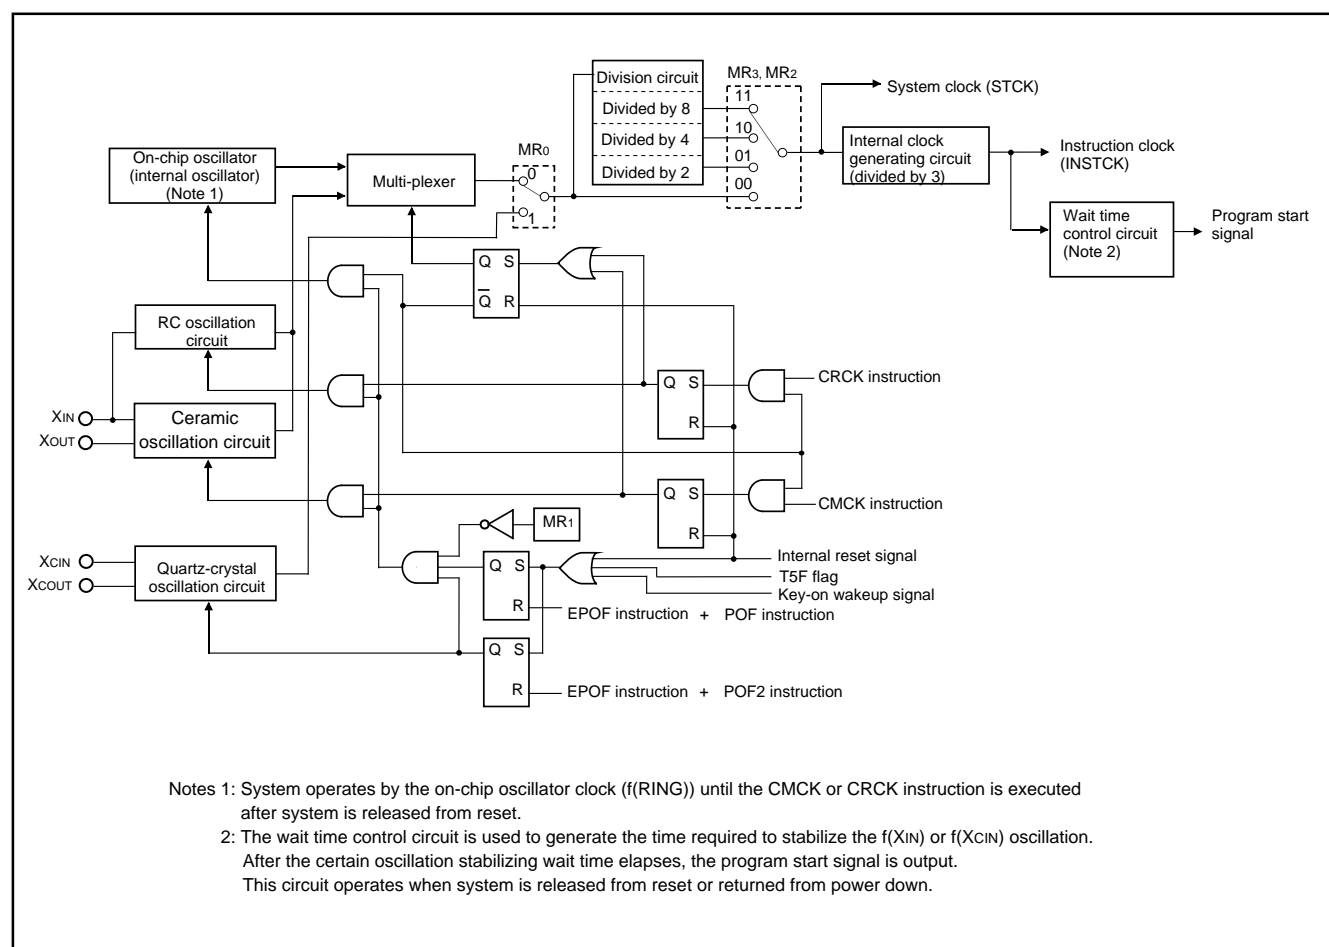 Division circuit
MR3, MR2
System clock (STCK)
11
Divided by 8
10
Divided by 4
Internal clock
generating circuit
(divided by 3)
Instruction clock
(INSTCK)
On-chip oscillator
(internal oscillator)
(Note 1)
MR0
0
01
Multi-plexer
Divided by 2
00
1
Wait time
control circuit
(Note 2)
Program start
signal
Q S
Q R
RC oscillation
circuit
Q S
CRCK instruction
XIN
Ceramic
oscillation circuit
R
XOUT
Q S
CMCK instruction
MR1
R
XCIN
Quartz-crystal
oscillation circuit
Internal reset signal
XCOUT
Q S
T5F flag
Key-on wakeup signal
R
EPOF instruction + POF instruction
Q S
R
EPOF instruction + POF2 instruction
Notes 1: System operates by the on-chip oscillator clock (f(RING)) until the CMCK or CRCK instruction is executed
after system is released from reset.
2: The wait time control circuit is used to generate the time required to stabilize the f(XIN) or f(XCIN) oscillation.
After the certain oscillation stabilizing wait time elapses, the program start signal is output.
This circuit operates when system is released from reset or returned from power down.